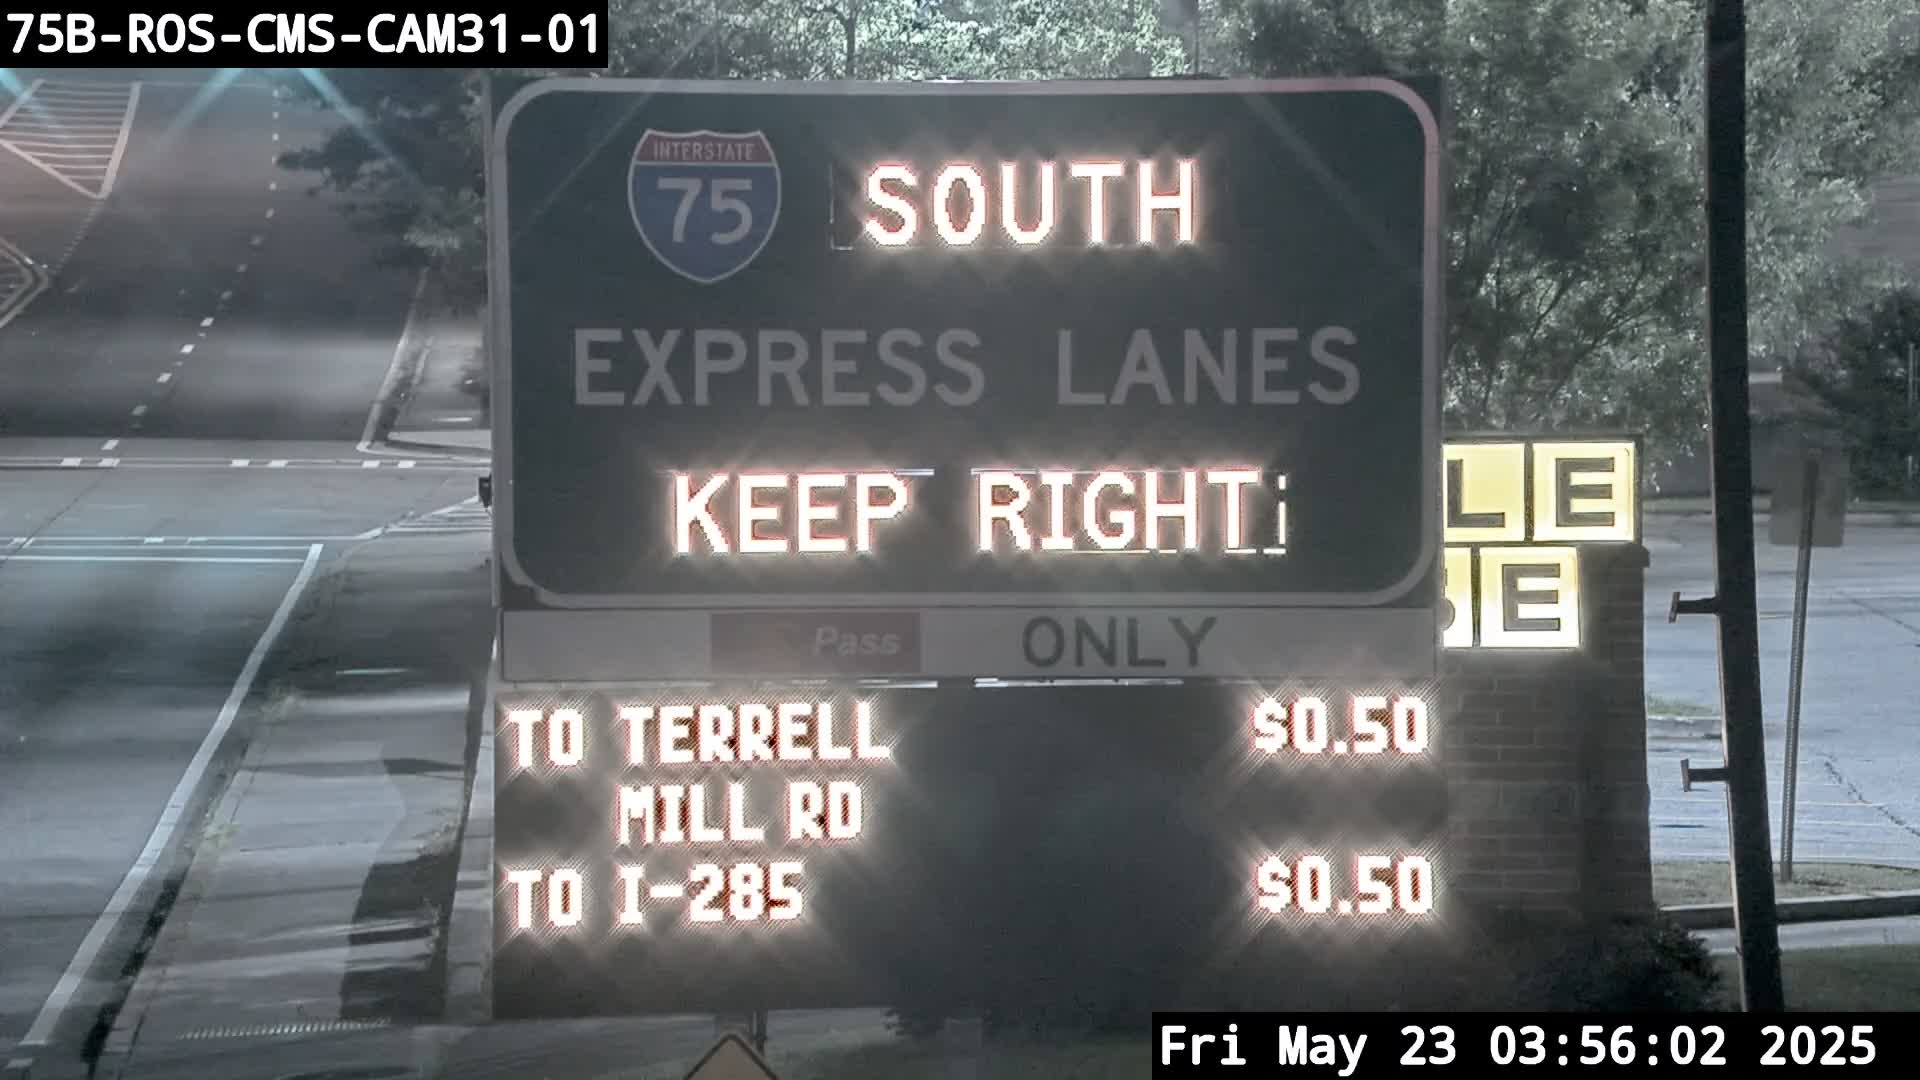 75B-ROS-CMS-CAM31-01
INTERSTATE
75
SOUTH
EXPRESS LANES
KEEP RIGHT
Pass ONLY
TO TERRELL $0.50
MILL RD
TO I-285 $0.50
LE
E
Fri May 23 03:56:02 2025